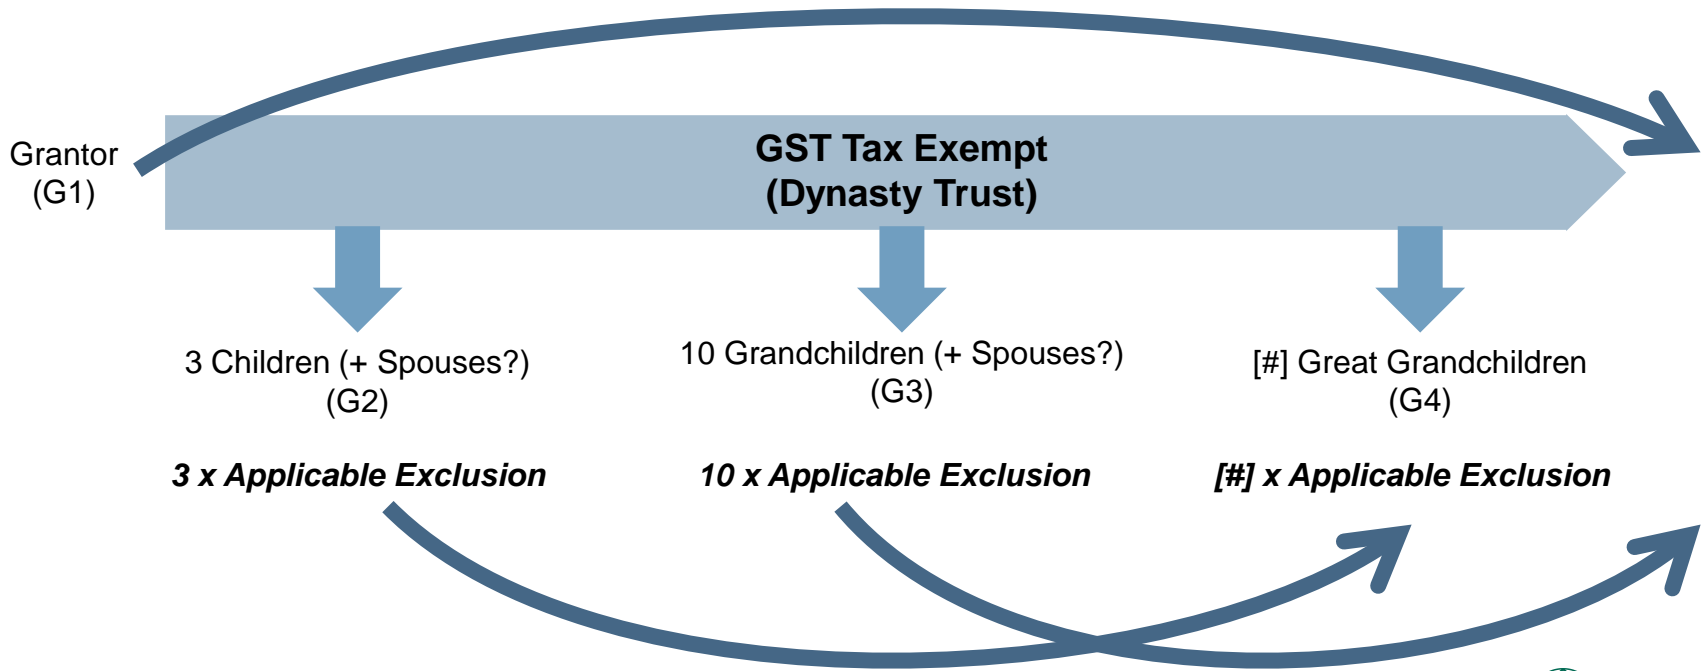 GST Tax Exempt
(Dynasty Trust)
Grantor
(G1)
3 Children (+ Spouses?)
(G2)
10 Grandchildren (+ Spouses?)
(G3)
[#] Great Grandchildren
(G4)
3 x Applicable Exclusion
10 x Applicable Exclusion
[#] x Applicable Exclusion